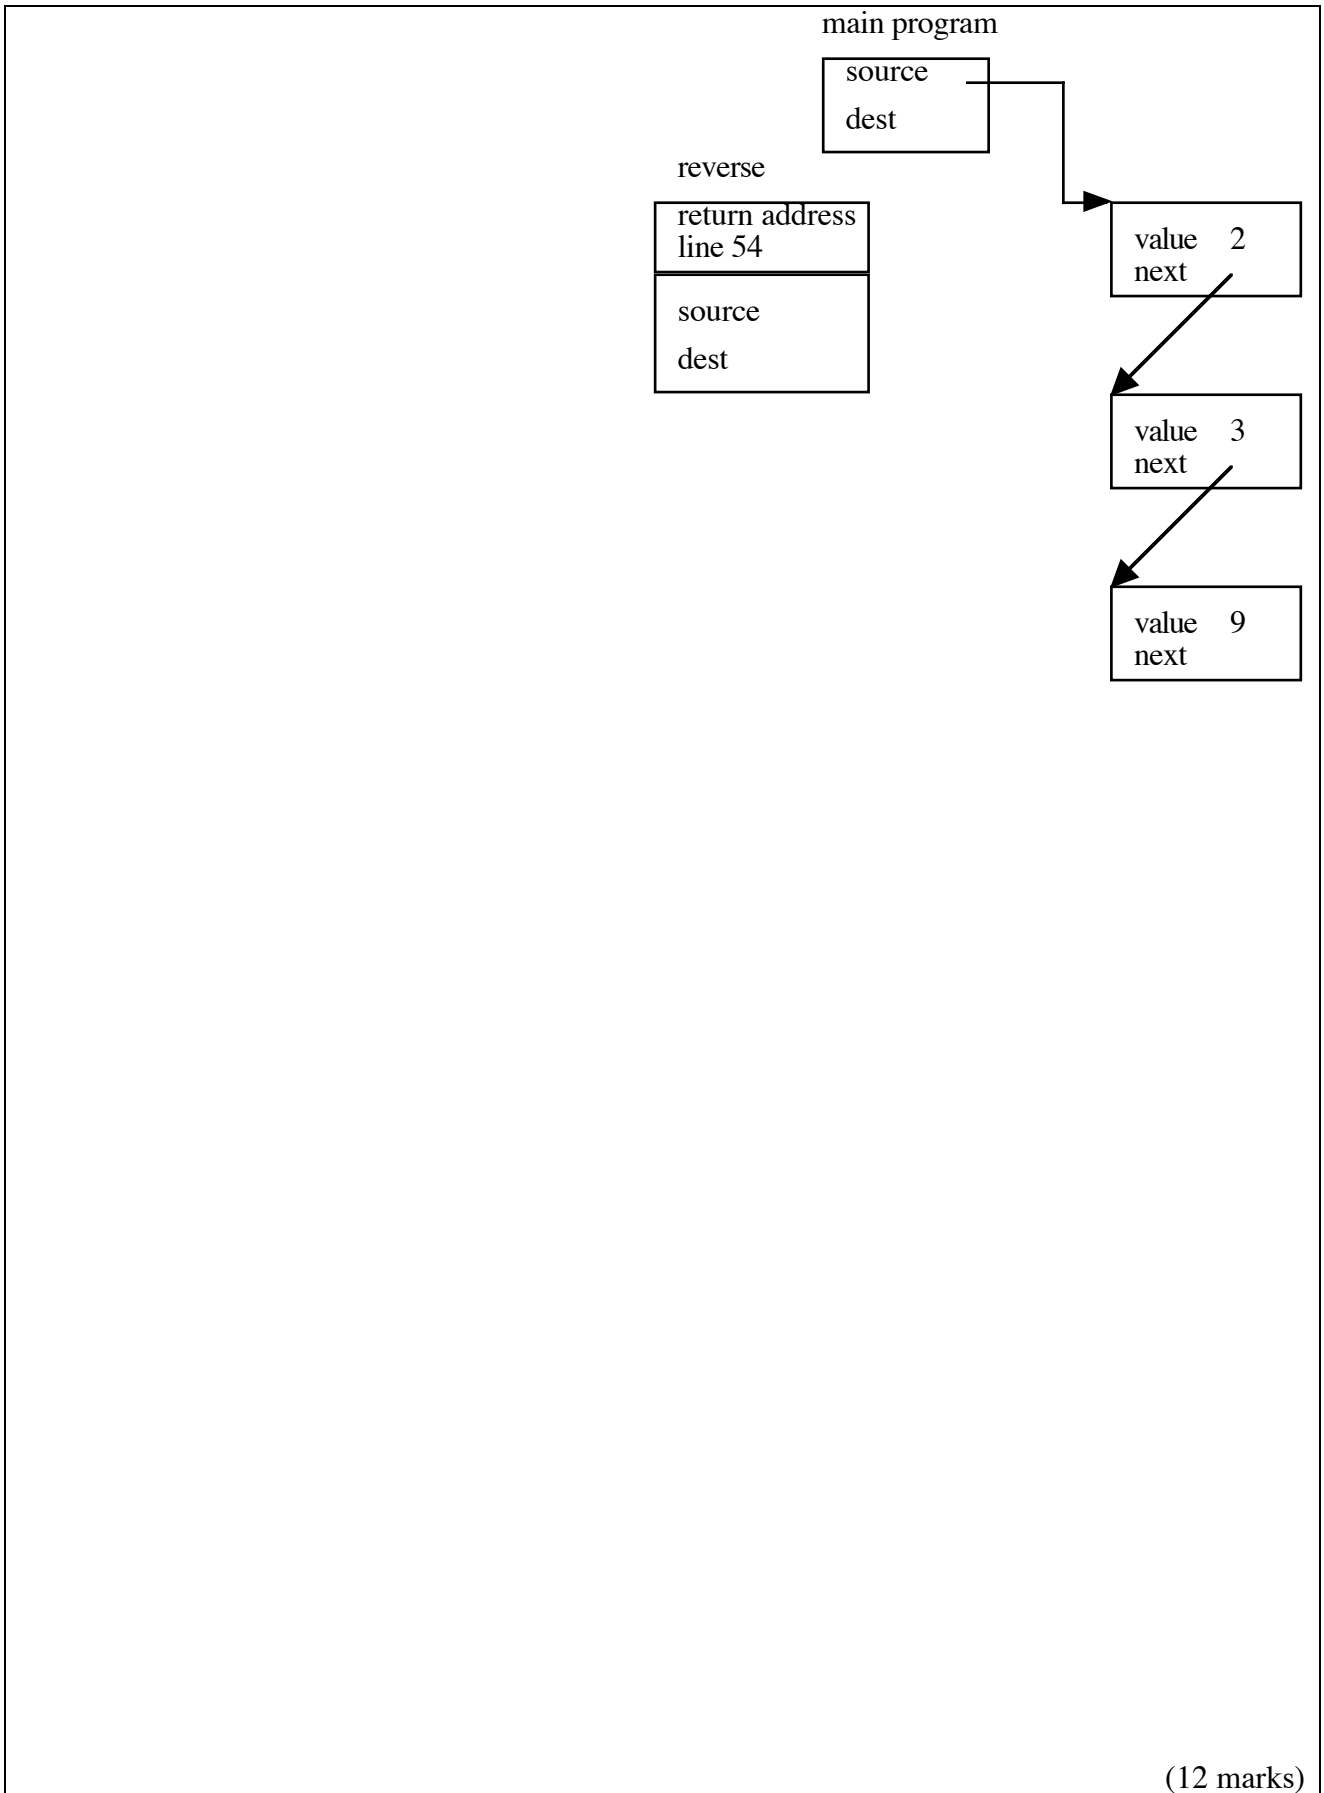 main program
source
dest
reverse
return address
line 54
source
dest
value 2
next
value 3
next
value 9
next
(12 marks)